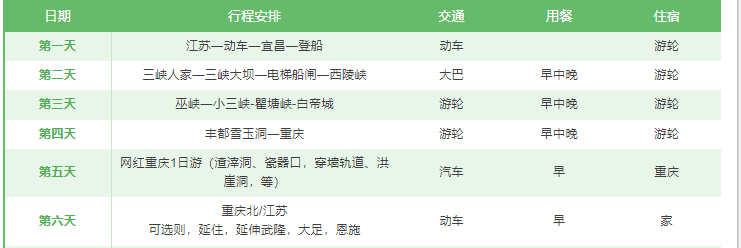 日期 行程安排 交通 用餐 住宿
第一天 江苏—动车—宜昌—登船 动车 游轮
第二天 三峡人家—三峡大坝—电梯船闸—西陵峡 大巴 早中晚 游轮
第三天 巫峡—小三峡-瞿塘峡-白帝城 游轮 早中晚 游轮
第四天 丰都雪玉洞—重庆 游轮 早中晚 游轮
第五天 网红重庆1日游（渣滓洞、瓷器口，穿墙轨道、洪 汽车 早 重庆
崖洞，等）
第六天 重庆北/江苏 动车 早 家
可选则，延住，延伸武隆，大足，恩施